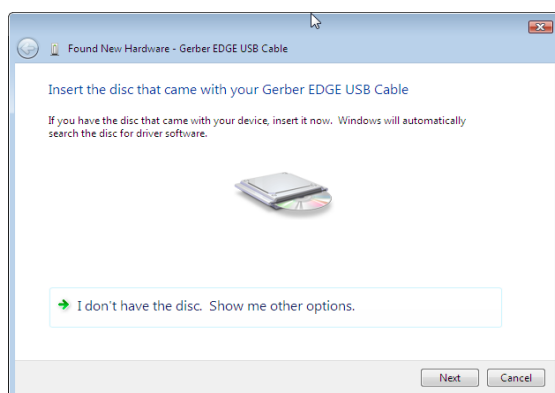 Found New Hardware - Gerber EDGE USB Cable
Insert the disc that came with your Gerber EDGE USB Cable
If you have the disc that came with your device, insert it now.  Windows will automatically
search the disc for driver software.
I don't have the disc.  Show me other options.
Next
Cancel